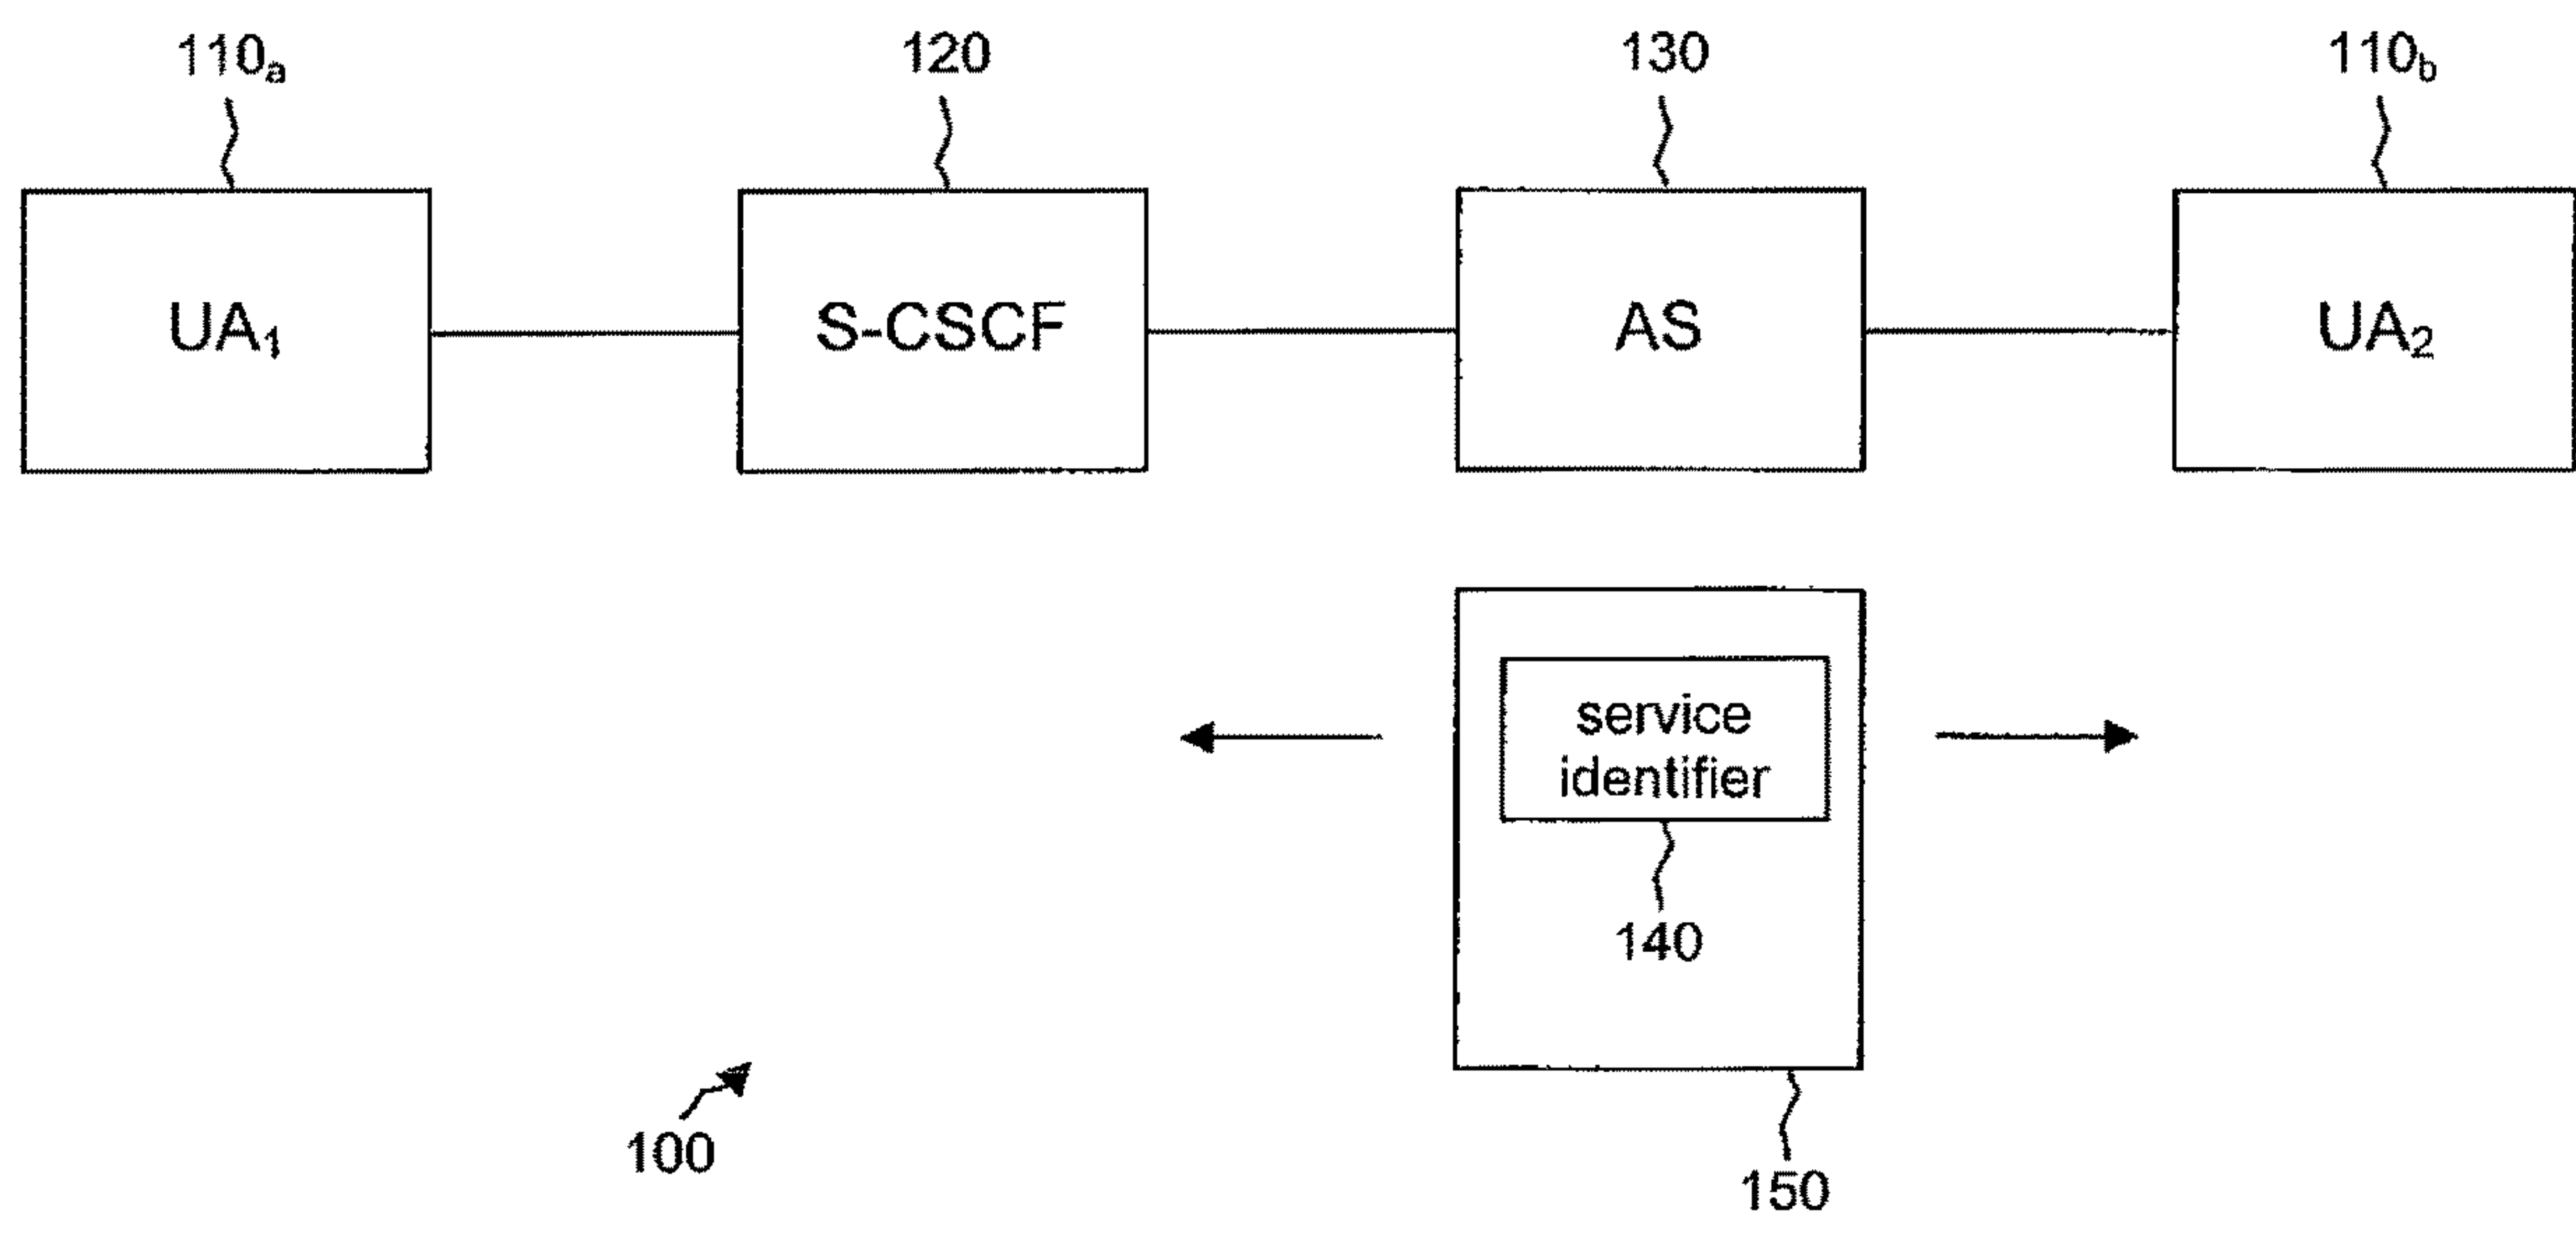 110a
120
130
110b
UA1
S-CSCF
AS
UA2
service
identifier
140
100
150